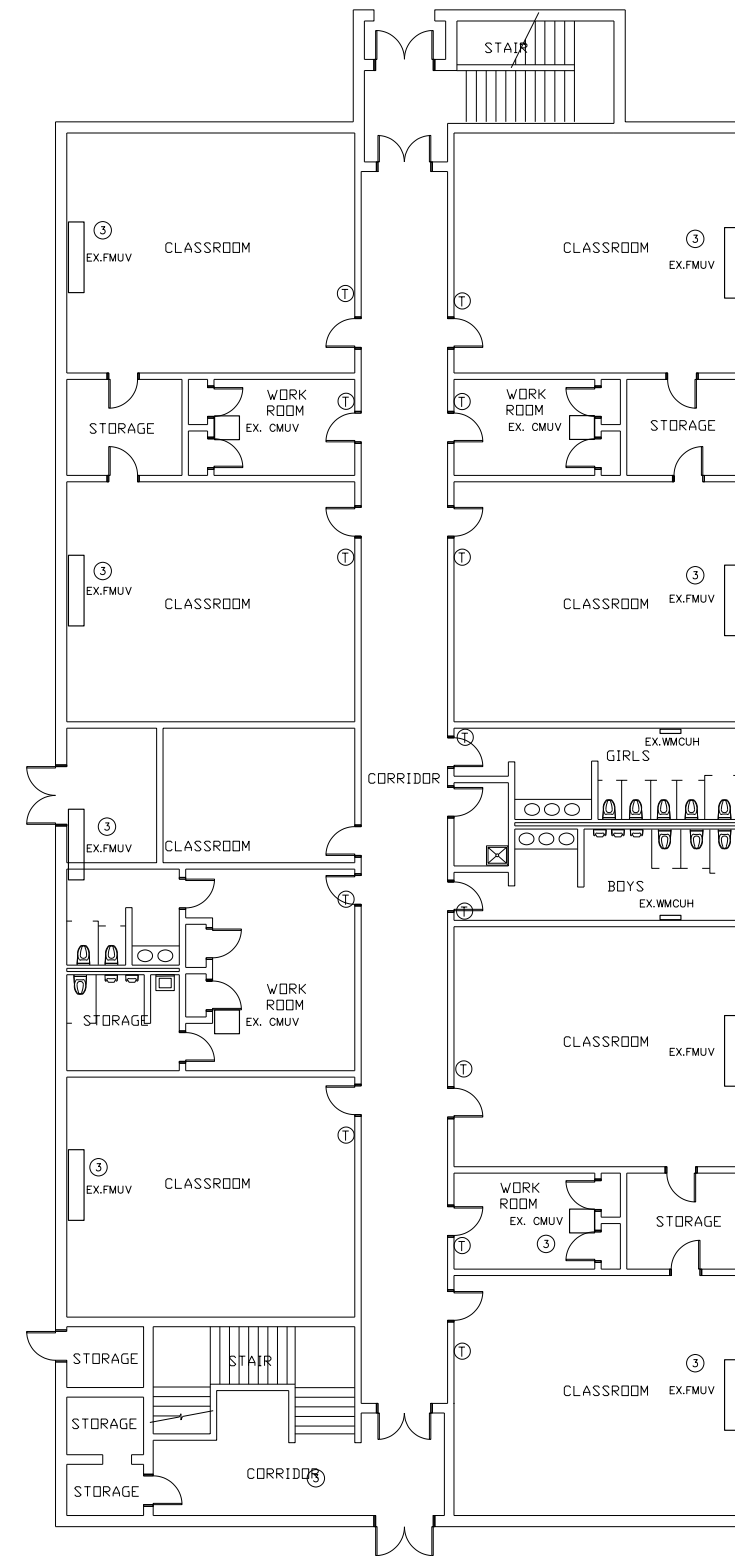 STAIR
3
EX.FMUV
CLASSROOM
T
CLASSROOM
3
EX.FMUV
T
STORAGE
WORK
ROOM
EX. CMUV
T
T
WORK
ROOM
EX. CMUV
STORAGE
3
EX.FMUV
CLASSROOM
T
T
CLASSROOM
3
EX.FMUV
T
EX.WMCUH
GIRLS
CORRIDOR
3
EX.FMUV
CLASSROOM
T
BOYS
EX.WMCUH
T
STORAGE
WORK
ROOM
EX. CMUV
CLASSROOM
EX.FMUV
T
T
3
EX.FMUV
CLASSROOM
WORK
ROOM
EX. CMUV
3
T
STORAGE
STORAGE
STAIR
T
CLASSROOM
3
EX.FMUV
STORAGE
CORRIDOR
3
STORAGE